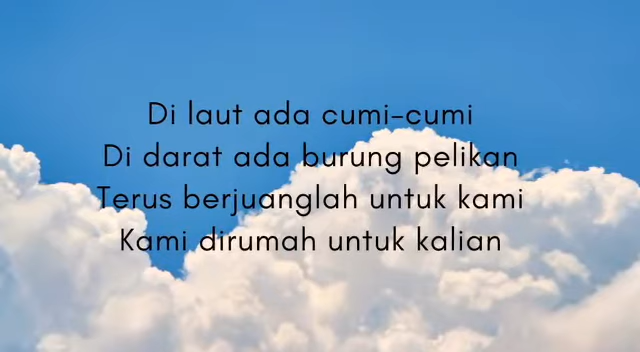 Di laut ada cumi-cumi
Di darat ada burung pelikan
Terus berjuanglah untuk kami
Kami dirumah untuk kalian